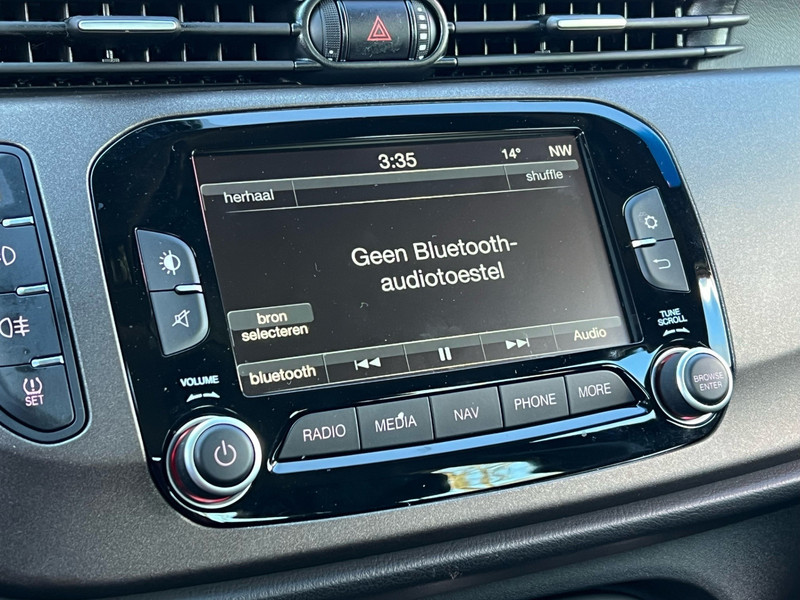 3:35 14° NW
herhaal shuffle
Geen Bluetooth-
audiotoestel
bron
selecteren
bluetooth Audio
VOLUME
TUNE
SCROLL
BROWSE
ENTER
RADIO MEDIA NAV PHONE MORE
SET